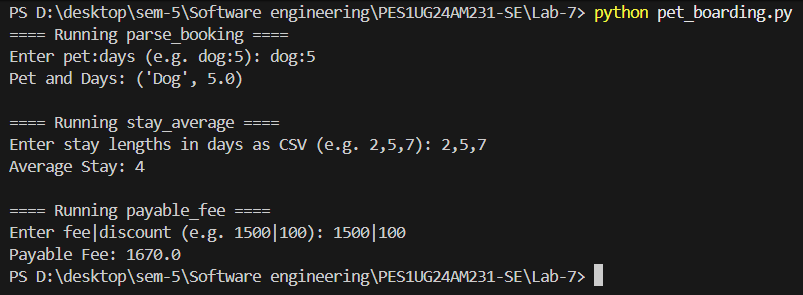 PS D:\desktop\sem-5\Software engineering\PES1UG24AM231-SE\Lab-7> python pet_boarding.py
==== Running parse_booking ====
Enter pet:days (e.g. dog:5): dog:5
Pet and Days: ('Dog', 5.0)

==== Running stay_average ====
Enter stay lengths in days as CSV (e.g. 2,5,7): 2,5,7
Average Stay: 4

==== Running payable_fee ====
Enter fee|discount (e.g. 1500|100): 1500|100
Payable Fee: 1670.0
PS D:\desktop\sem-5\Software engineering\PES1UG24AM231-SE\Lab-7>